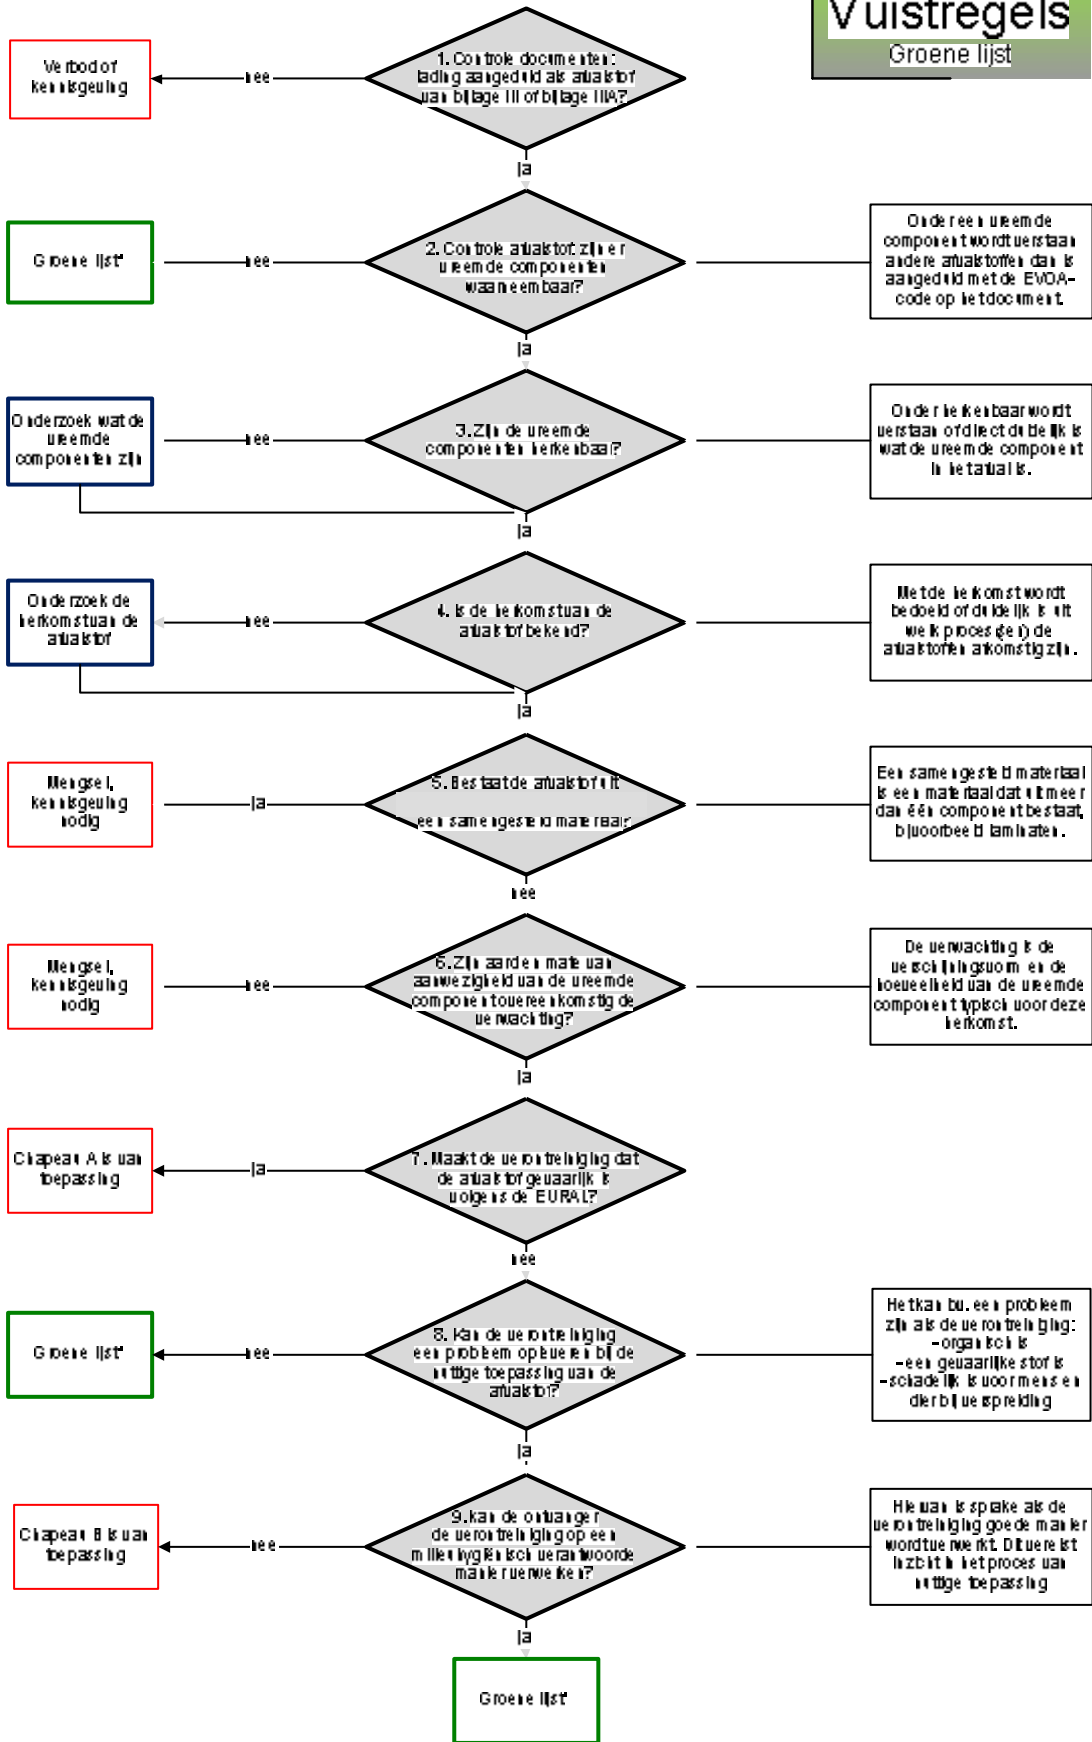 Vuistregels
Groene lijst
1. Controle documenten:
lading aangeduid als afvalstof
van bijlage III of bijlage IIIA?
nee
Verbod of
kennisgeving
ja
2. Controle afvalstof: zijn er
vreemde componenten
waarneembaar?
nee
Groene lijst*
Onder een vreemde
component wordt verstaan
andere afvalstoffen dan is
aangeduid met de EVOA-
code op het document.
ja
3. Zijn de vreemde
componenten herkenbaar?
nee
Onderzoek wat de
vreemde
componenten zijn
Onder herkenbaar wordt
verstaan of direct duidelijk is
wat de vreemde component
in het afval is.
ja
4. Is de herkomst van de
afvalstof bekend?
nee
Onderzoek de
herkomst van de
afvalstof
Met de herkomst wordt
bedoeld of duidelijk is uit
welk proces(sen) de
afvalstoffen afkomstig zijn.
ja
5. Bestaat de afvalstof uit
een samengesteld materiaal?
ja
Mengsel,
kennisgeving
nodig
Een samengesteld materiaal
is een materiaal dat uit meer
dan één component bestaat,
bijvoorbeeld laminaten.
nee
6. Zijn aard en mate van
aanwezigheid van de vreemde
component overeenkomstig de
verwachting?
nee
Mengsel,
kennisgeving
nodig
De verwachting is de
verschijningsvorm en de
hoeveelheid van de vreemde
component typisch voor deze
herkomst.
ja
7. Maakt de verontreiniging dat
de afvalstof gevaarlijk is
volgens de EURAL?
ja
Chapeau A is van
toepassing
nee
8. Kan de verontreiniging
een probleem opleveren bij de
nuttige toepassing van de
afvalstof?
nee
Groene lijst*
Het kan bv. een probleem
zijn als de verontreiniging:
-organisch is
-een gevaarlijke stof is
-schadelijk is voor mens en
dier bij verspreiding
ja
9. kan de ontvanger
de verontreiniging op een
milieuhygiënisch verantwoorde
manier verwerken?
nee
Chapeau B is van
toepassing
Hiervan is sprake als de
verontreiniging goede manier
wordt verwerkt. Dit vereist
inzicht in het proces van
nuttige toepassing
ja
Groene lijst*